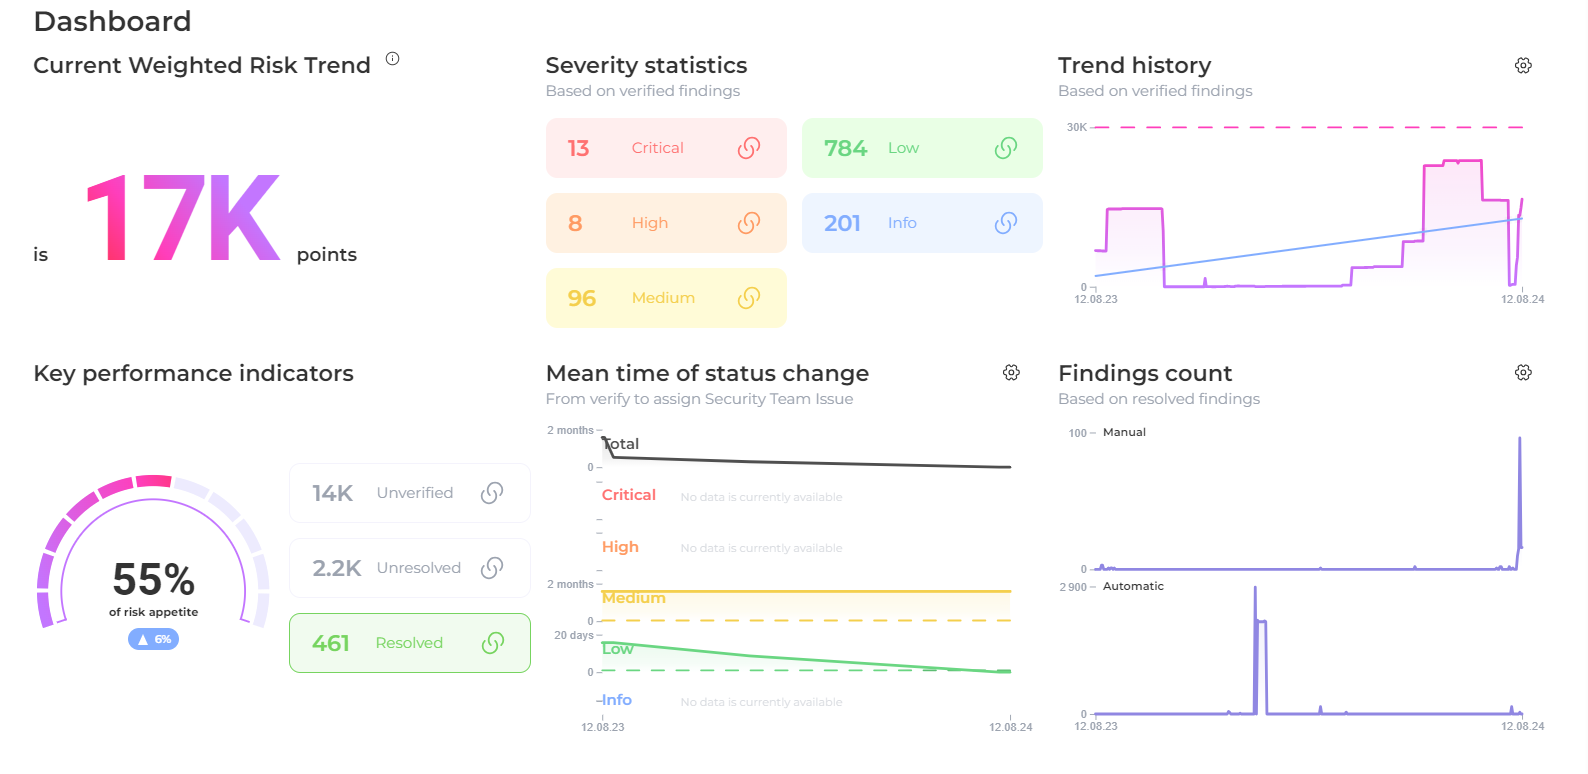 Dashboard
Current Weighted Risk Trend
is 17K points
Severity statistics
Based on verified findings
13 Critical
784 Low
8 High
201 Info
96 Medium
Trend history
Based on verified findings
30K
0
12.08.23 12.08.24
Key performance indicators
55%
of risk appetite
6%
14K Unverified
2.2K Unresolved
461 Resolved
Mean time of status change
From verify to assign Security Team Issue
2 months
Total
0
Critical No data is currently available
High No data is currently available
2 months
Medium
0
20 days
Low
0
Info No data is currently available
12.08.23 12.08.24
Findings count
Based on resolved findings
100 Manual
0
2 900 Automatic
0
12.08.23 12.08.24